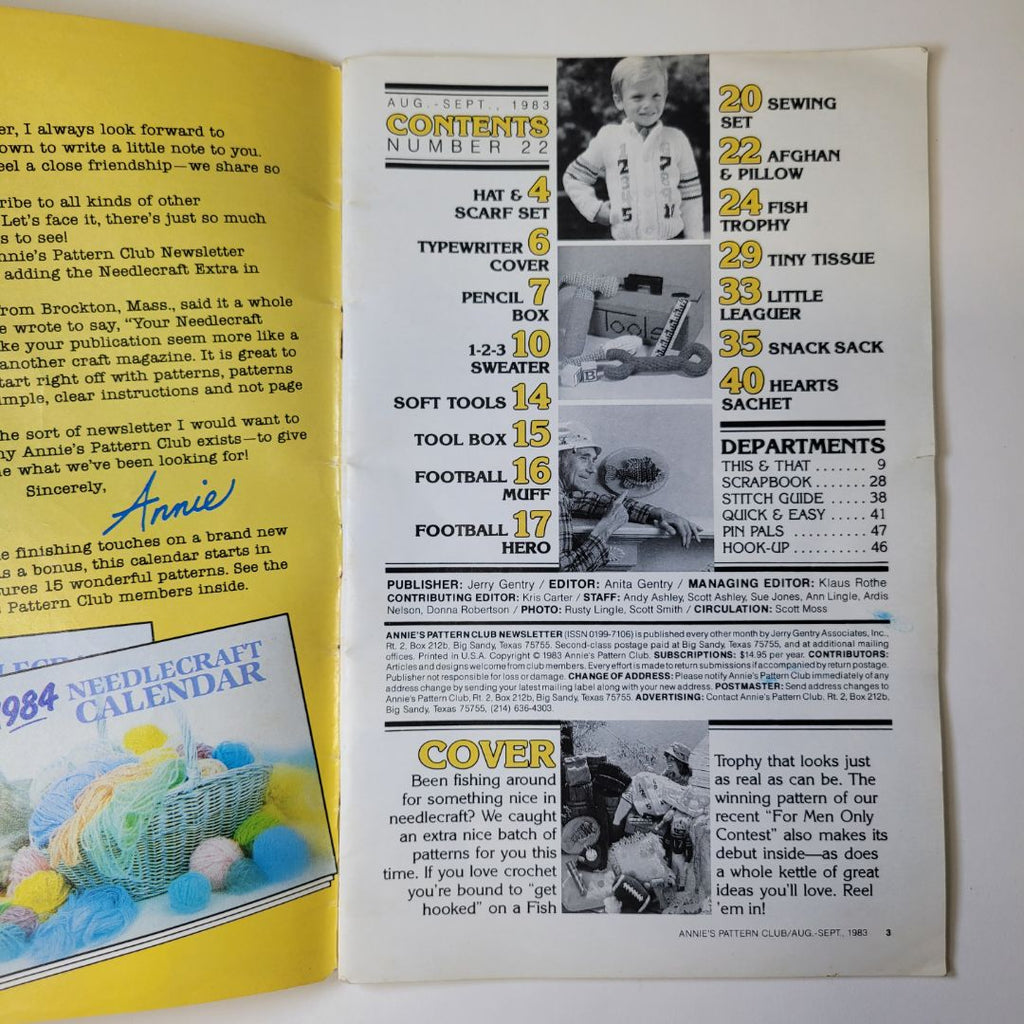 er, I always look forward to
own to write a little note to you.
eel a close friendship—we share so
ribe to all kinds of other
Let's face it, there's just so much
s to see!
nnie's Pattern Club Newsletter
adding the Needlecraft Extra in
rom Brockton, Mass., said it a whole
e wrote to say, "Your Needlecraft
ke your publication seem more like a
another craft magazine. It is great to
tart right off with patterns, patterns
imple, clear instructions and not page
he sort of newsletter I would want to
ny Annie's Pattern Club exists—to give
e what we've been looking for!
Sincerely,
Annie
e finishing touches on a brand new
s a bonus, this calendar starts in
ures 15 wonderful patterns. See the
Pattern Club members inside.
1984 NEEDLECRAFT
CALENDAR
AUG.-SEPT., 1983
CONTENTS
NUMBER 22
HAT & 4
SCARF SET
TYPEWRITER 6
COVER
PENCIL 7
BOX
1-2-3 10
SWEATER
SOFT TOOLS 14
TOOL BOX 15
FOOTBALL 16
MUFF
FOOTBALL 17
HERO
Tools
20 SEWING
SET
22 AFGHAN
& PILLOW
24 FISH
TROPHY
29 TINY TISSUE
33 LITTLE
LEAGUER
35 SNACK SACK
40 HEARTS
SACHET
DEPARTMENTS
THIS & THAT ....... 9
SCRAPBOOK ....... 28
STITCH GUIDE ..... 38
QUICK & EASY ..... 41
PIN PALS ......... 47
HOOK-UP .......... 46
PUBLISHER: Jerry Gentry / EDITOR: Anita Gentry / MANAGING EDITOR: Klaus Rothe
CONTRIBUTING EDITOR: Kris Carter / STAFF: Andy Ashley, Scott Ashley, Sue Jones, Ann Lingle, Ardis
Nelson, Donna Robertson / PHOTO: Rusty Lingle, Scott Smith / CIRCULATION: Scott Moss
ANNIE'S PATTERN CLUB NEWSLETTER (ISSN 0199-7106) is published every other month by Jerry Gentry Associates, Inc.,
Rt. 2, Box 212b, Big Sandy, Texas 75755. Second-class postage paid at Big Sandy, Texas 75755, and at additional mailing
offices. Printed in U.S.A. Copyright © 1983 Annie's Pattern Club. SUBSCRIPTIONS: $14.95 per year. CONTRIBUTORS:
Articles and designs welcome from club members. Every effort is made to return submissions if accompanied by return postage.
Publisher not responsible for loss or damage. CHANGE OF ADDRESS: Please notify Annie's Pattern Club immediately of any
address change by sending your latest mailing label along with your new address. POSTMASTER: Send address changes to
Annie's Pattern Club, Rt. 2, Box 212b, Big Sandy, Texas 75755. ADVERTISING: Contact Annie's Pattern Club, Rt. 2, Box 212b,
Big Sandy, Texas 75755, (214) 636-4303.
COVER
Been fishing around
for something nice in
needlecraft? We caught
an extra nice batch of
patterns for you this
time. If you love crochet
you're bound to "get
hooked" on a Fish
Trophy that looks just
as real as can be. The
winning pattern of our
recent "For Men Only
Contest" also makes its
debut inside—as does
a whole kettle of great
ideas you'll love. Reel
'em in!
ANNIE'S PATTERN CLUB/AUG.-SEPT., 1983 3